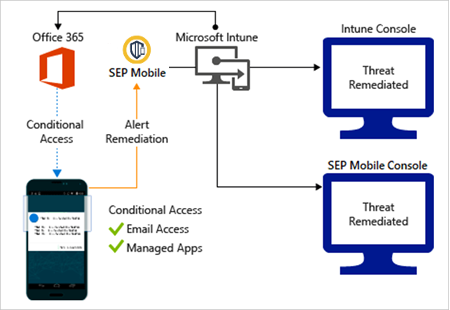 Office 365
SEP Mobile
Microsoft Intune
Intune Console
Threat
Remediated
Conditional
Access
Alert
Remediation
SEP Mobile Console
Threat
Remediated
Conditional Access
Email Access
Managed Apps